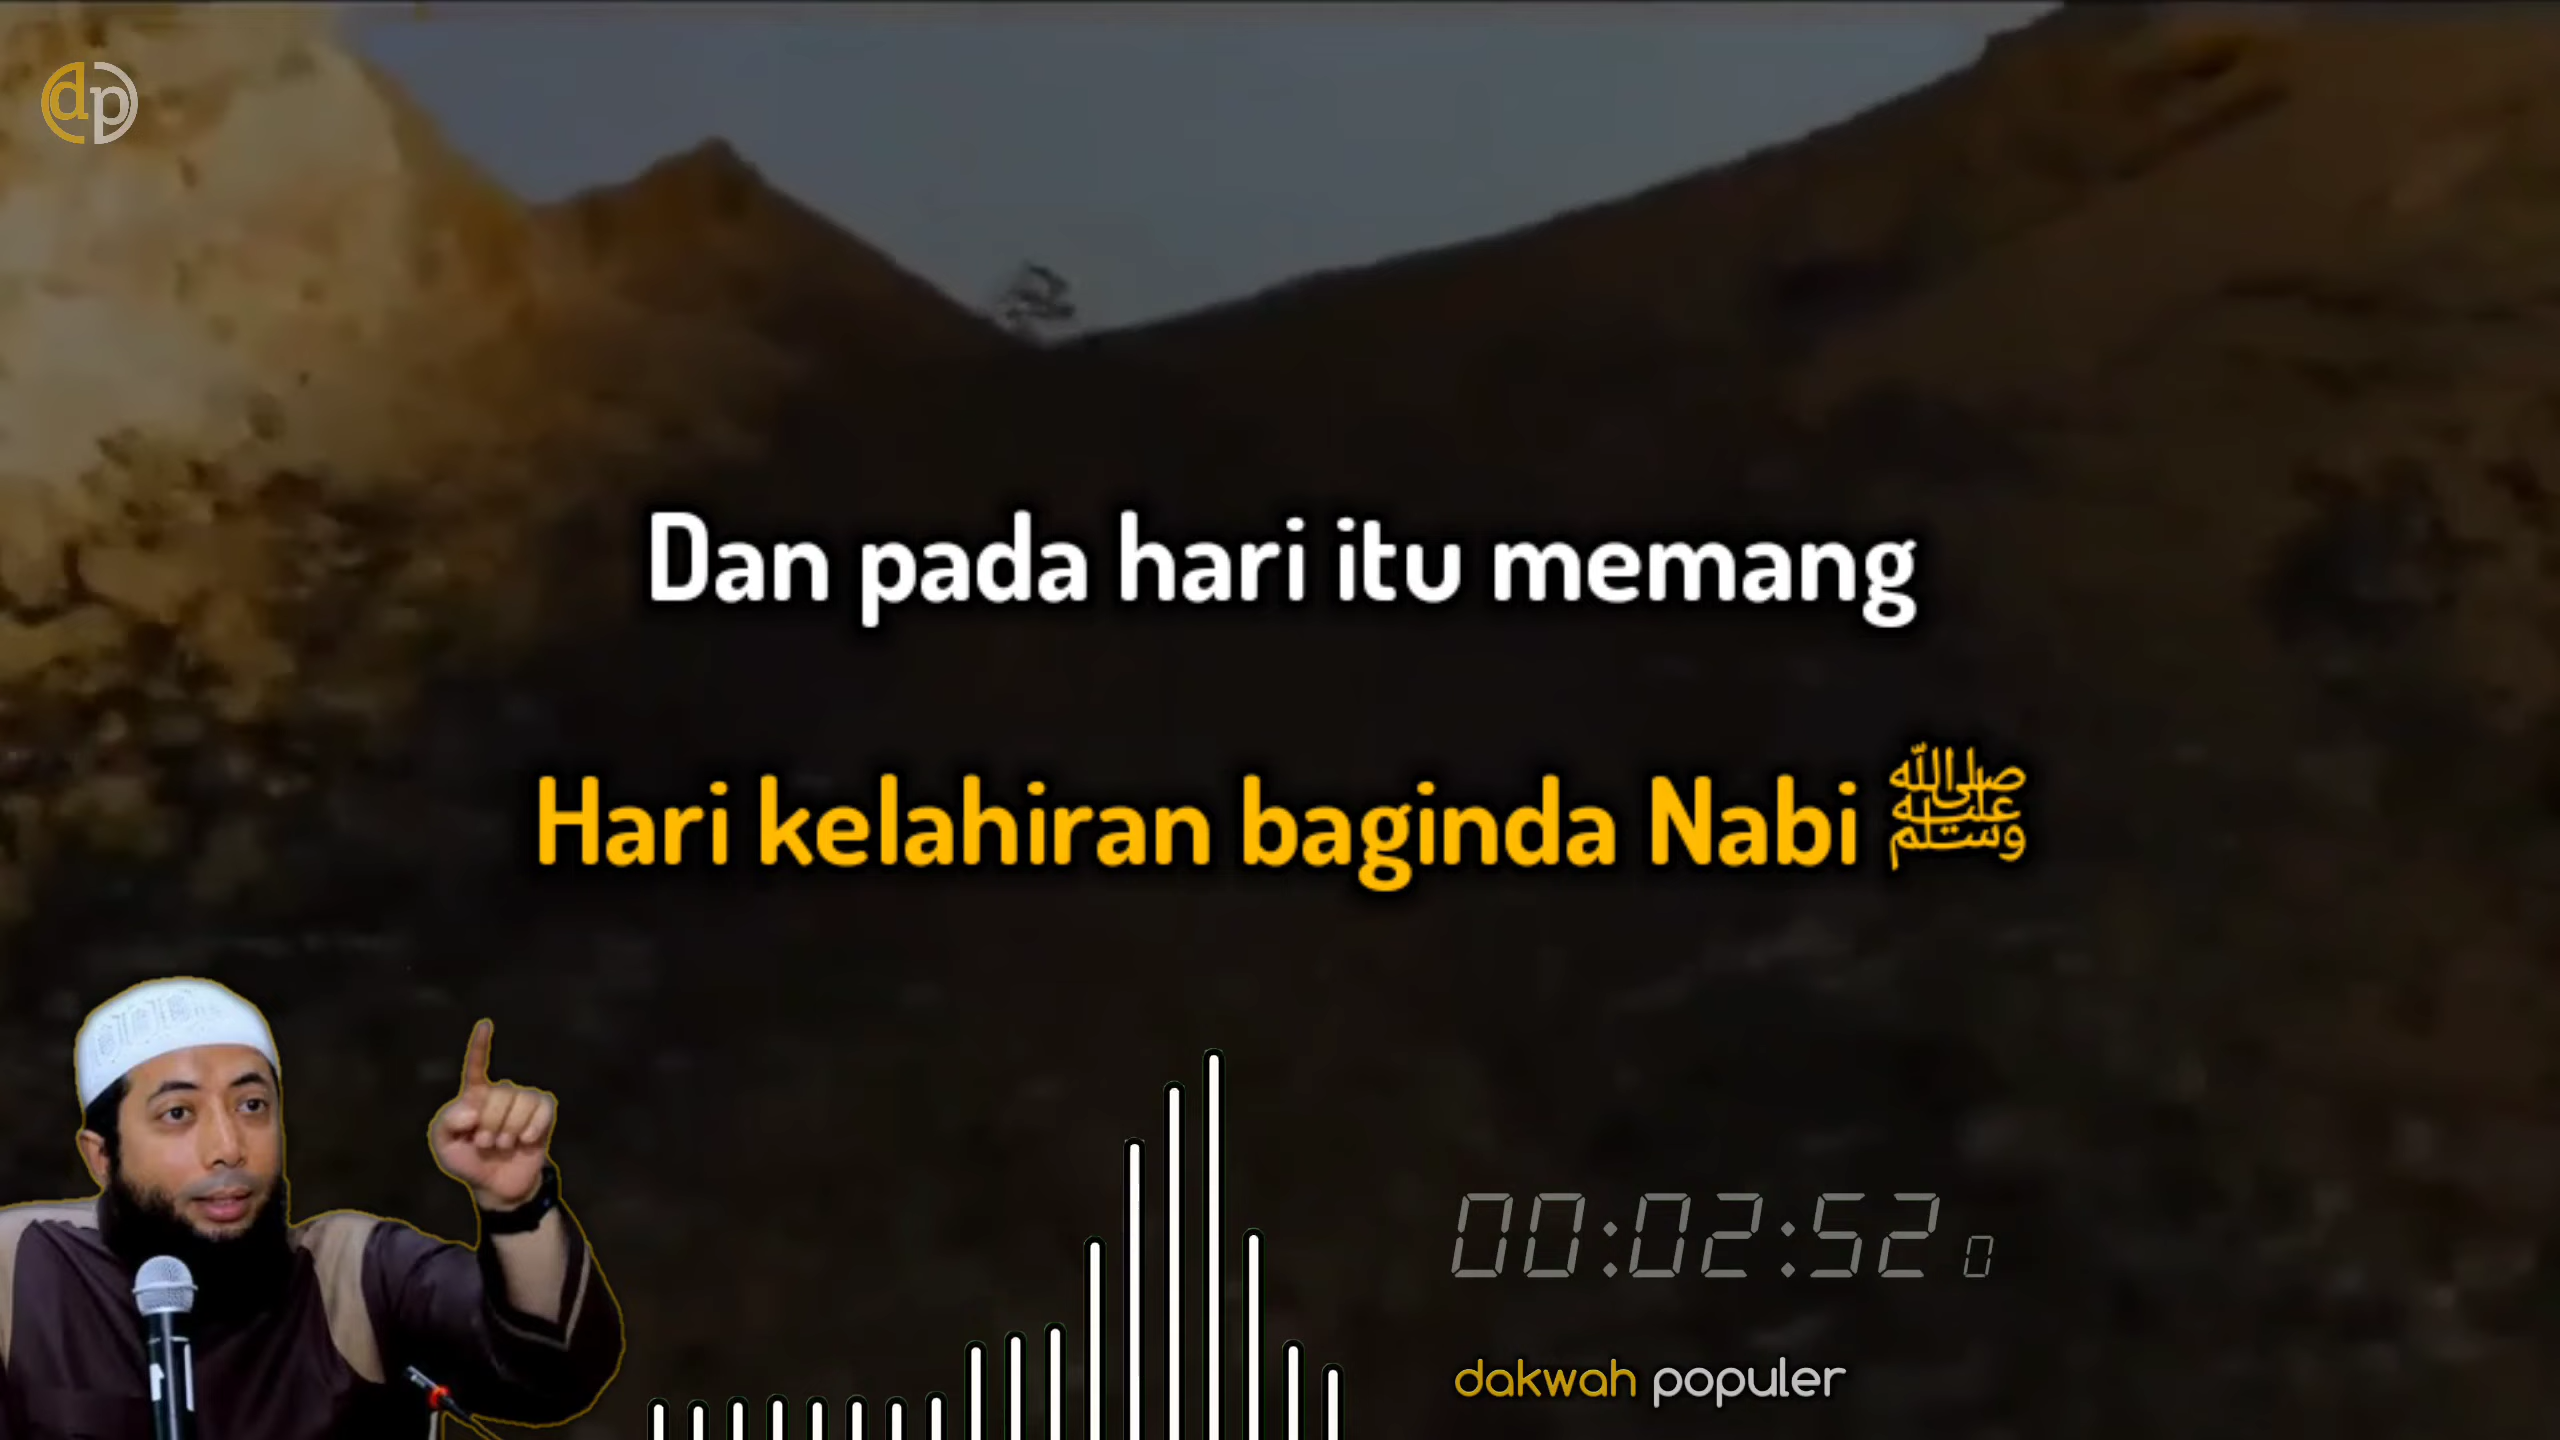 dp
Dan pada hari itu memang
Hari kelahiran baginda Nabi ﷺ
00:02:52 0
dakwah populer
1